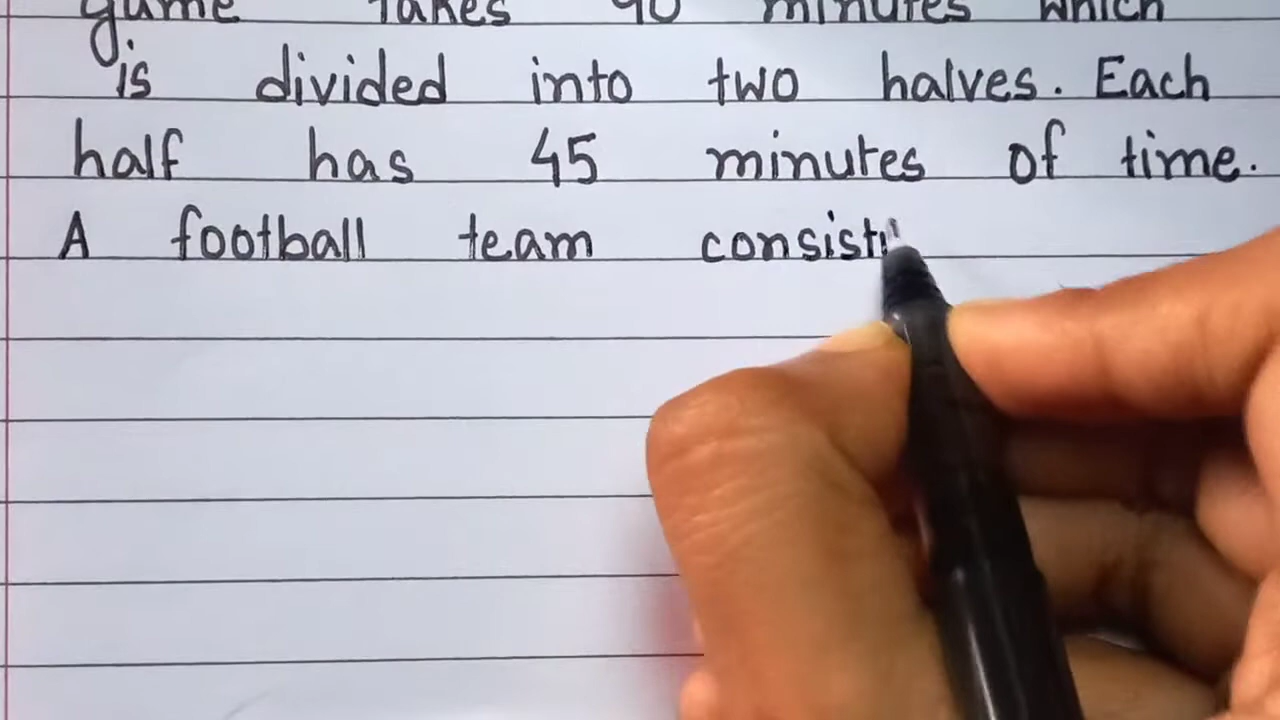 game takes 90 minutes which
is divided into two halves. Each
half has 45 minutes of time.
A football team consist